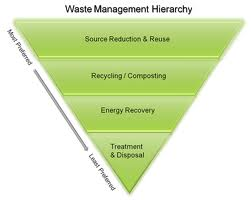 Waste Management Hierarchy
Most Preferred
Source Reduction & Reuse
Recycling / Composting
Energy Recovery
Treatment
& Disposal
Least Preferred